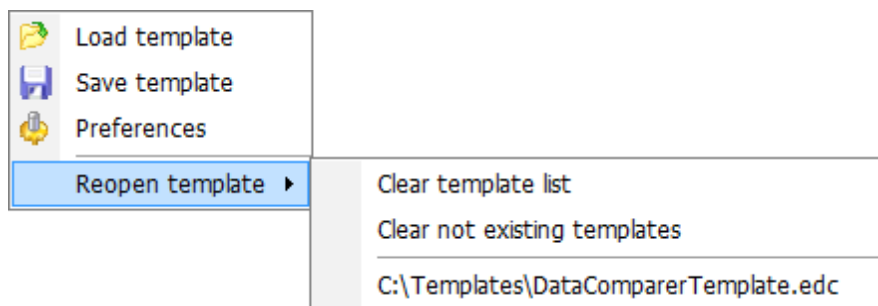 Load template
Save template
Preferences
Reopen template
Clear template list
Clear not existing templates
C:\Templates\DataComparerTemplate.edc